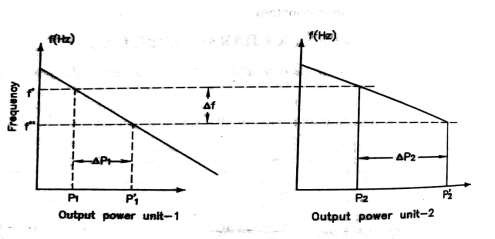 f(Hz)
f(Hz)
Frequency
f'
Δf
f"
ΔP₁
ΔP₂
P₁
P'₁
P₂
P'₂
Output power unit-1
Output power unit-2